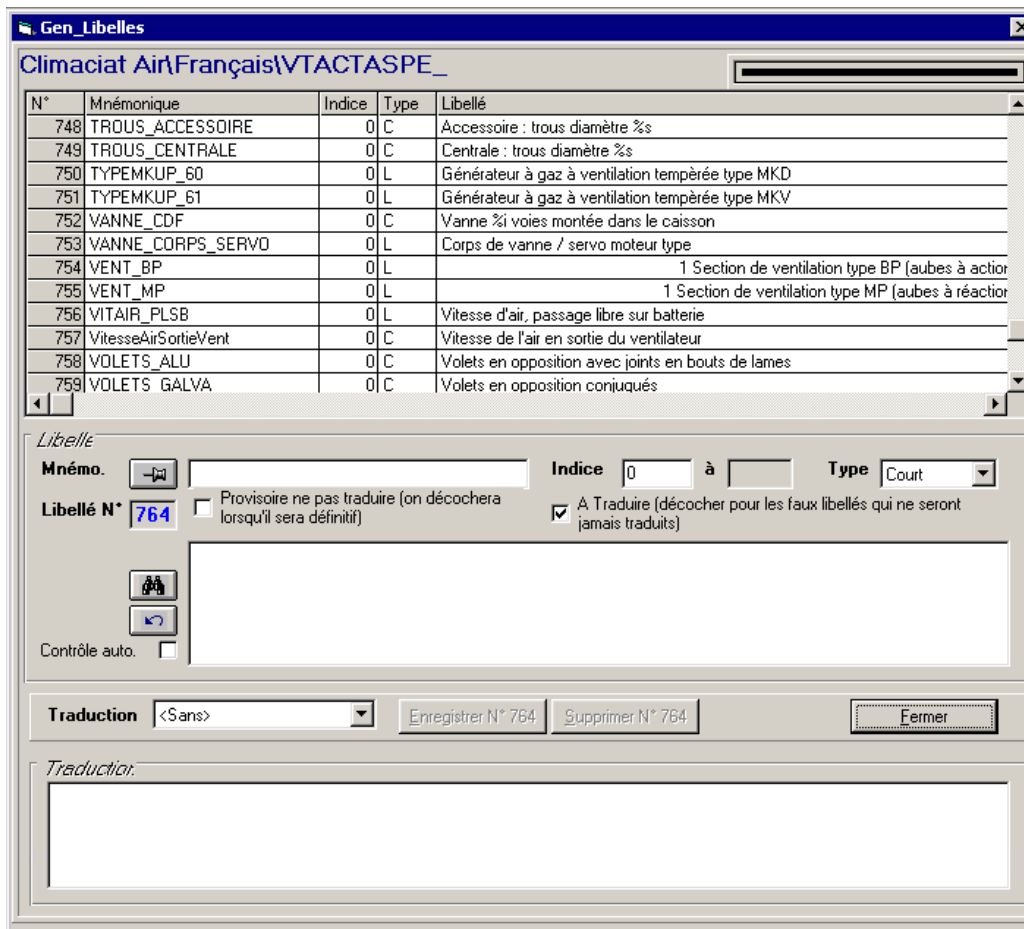 Gen_Libelles
Climaciat Air\Français\VTACTASPE_
N° Mnémonique Indice Type Libellé
748 TROUS_ACCESSOIRE 0 C Accessoire : trous diamètre %s
749 TROUS_CENTRALE 0 C Centrale : trous diamètre %s
750 TYPEMKUP_60 0 L Générateur à gaz à ventilation tempèrée type MKD
751 TYPEMKUP_61 0 L Générateur à gaz à ventilation tempèrée type MKV
752 VANNE_CDF 0 C Vanne %i voies montée dans le caisson
753 VANNE_CORPS_SERVO 0 L Corps de vanne / servo moteur type
754 VENT_BP 0 L 1 Section de ventilation type BP (aubes à action
755 VENT_MP 0 L 1 Section de ventilation type MP (aubes à réaction
756 VITAIR_PLSB 0 L Vitesse d'air, passage libre sur batterie
757 VitesseAirSortieVent 0 C Vitesse de l'air en sortie du ventilateur
758 VOLETS_ALU 0 C Volets en opposition avec joints en bouts de lames
759 VOLETS_GALVA 0 C Volets en opposition conjugués
Libelle
Mnémo. Indice 0 à Type Court
Libellé N° 764 Provisoire ne pas traduire (on décochera lorsqu'il sera définitif) A Traduire (décocher pour les faux libellés qui ne seront jamais traduits)
Contrôle auto.
Traduction <Sans> Enregistrer N° 764 Supprimer N° 764 Fermer
Traduction